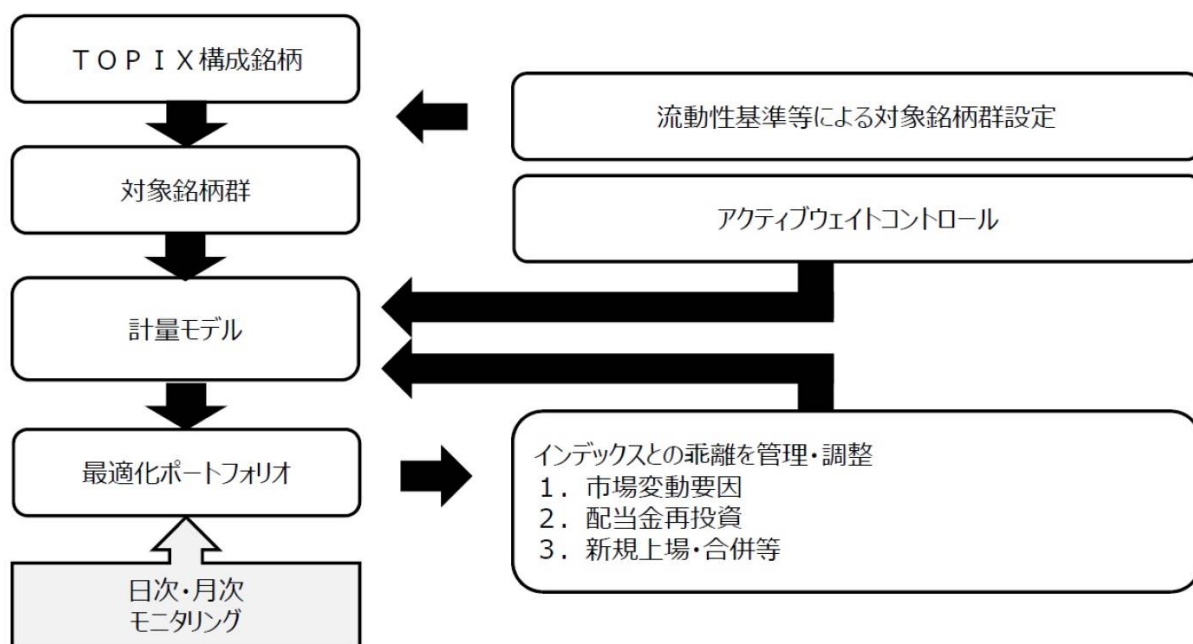 ＴＯＰＩＸ構成銘柄
流動性基準等による対象銘柄群設定
対象銘柄群
アクティブウェイトコントロール
計量モデル
最適化ポートフォリオ
インデックスとの乖離を管理・調整
１．市場変動要因
２．配当金再投資
３．新規上場・合併等
日次・月次
モニタリング